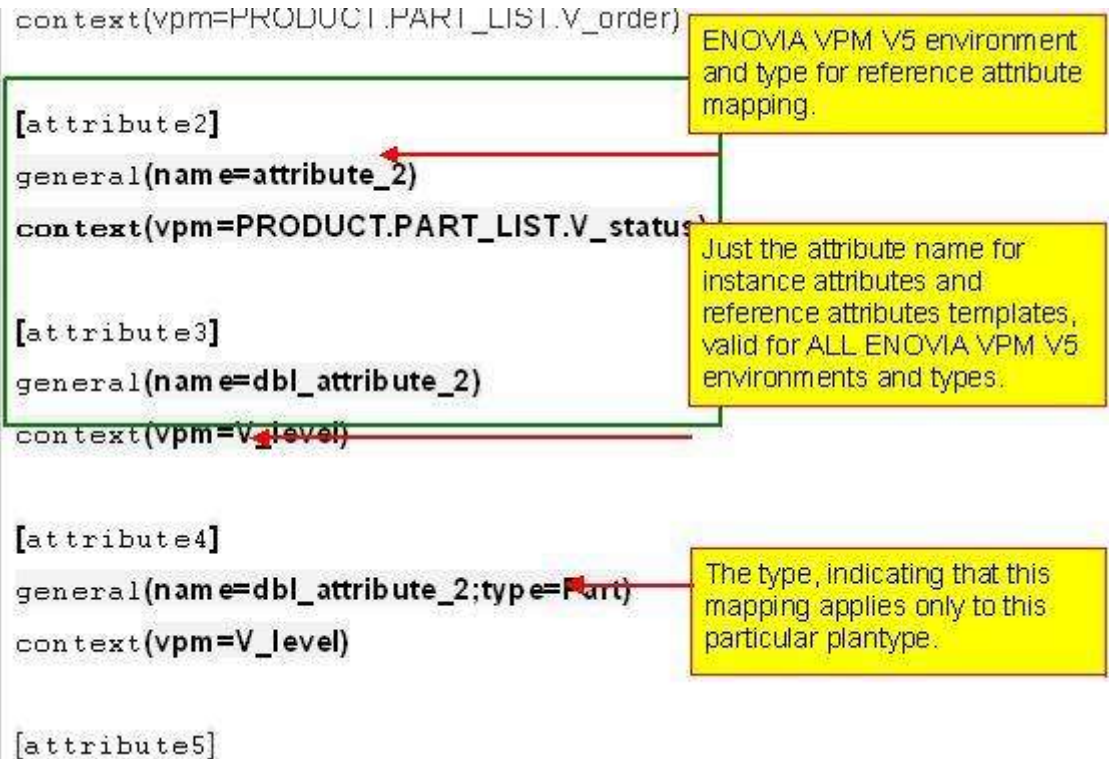 context(vpm=PRODUCT.PART_LIST.V_order)
ENOVIA VPM V5 environment
and type for reference attribute
mapping.
[attribute2]
general(name=attribute_2)
context(vpm=PRODUCT.PART_LIST.V_status)
Just the attribute name for
instance attributes and
reference attributes templates,
valid for ALL ENOVIA VPM V5
environments and types.
[attribute3]
general(name=dbl_attribute_2)
context(vpm=V_level)
[attribute4]
general(name=dbl_attribute_2;type=Part)
context(vpm=V_level)
The type, indicating that this
mapping applies only to this
particular plantype.
[attribute5]